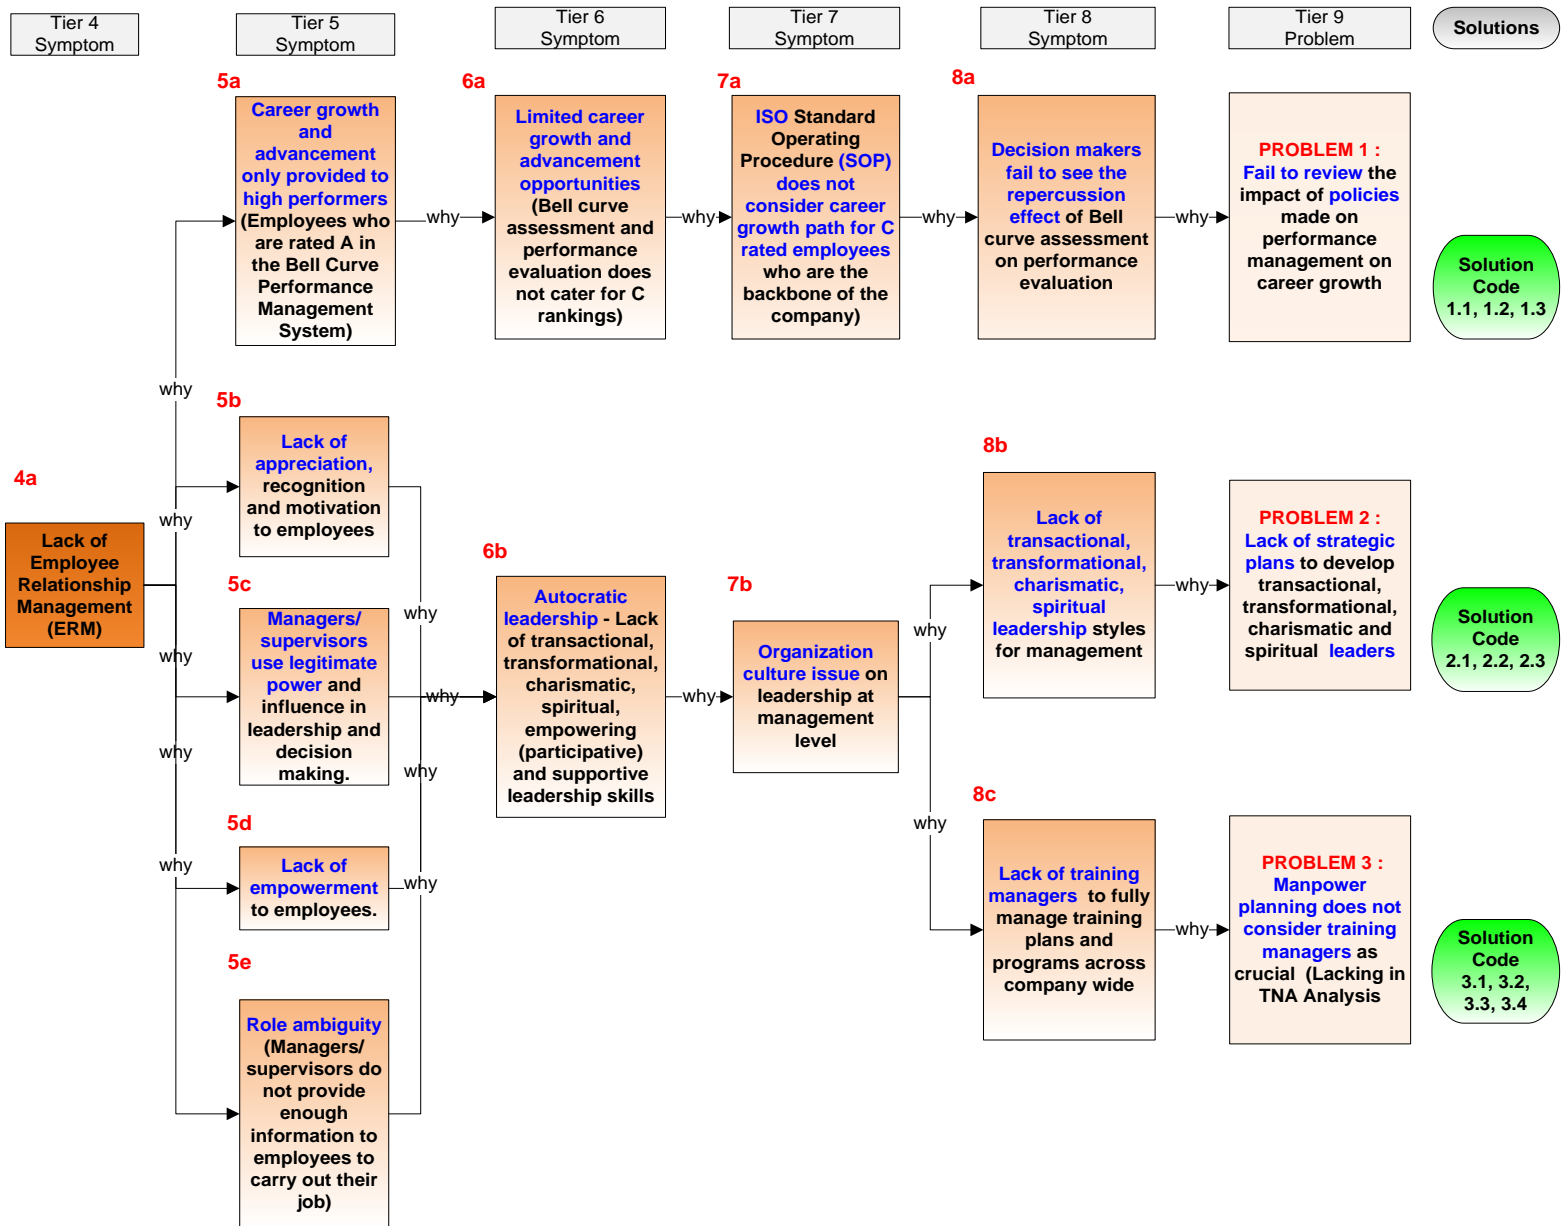 Tier 4
Symptom
Tier 5
Symptom
Tier 6
Symptom
Tier 7
Symptom
Tier 8
Symptom
Tier 9
Problem
Solutions
5a
Career growth
and
advancement
only provided to
high performers
(Employees who
are rated A in
the Bell Curve
Performance
Management
System)
why
6a
Limited career
growth and
advancement
opportunities
(Bell curve
assessment and
performance
evaluation does
not cater for C
rankings)
why
7a
ISO Standard
Operating
Procedure (SOP)
does not
consider career
growth path for C
rated employees
who are the
backbone of the
company)
why
8a
Decision makers
fail to see the
repercussion
effect of Bell
curve assessment
on performance
evaluation
why
PROBLEM 1 :
Fail to review the
impact of policies
made on
performance
management on
career growth
Solution
Code
1.1, 1.2, 1.3
4a
Lack of
Employee
Relationship
Management
(ERM)
why
why
why
why
why
5b
Lack of
appreciation,
recognition
and motivation
to employees
why
5c
Managers/
supervisors
use legitimate
power and
influence in
leadership and
decision
making.
why
why
5d
Lack of
empowerment
to employees.
why
5e
Role ambiguity
(Managers/
supervisors do
not provide
enough
information to
employees to
carry out their
job)
6b
Autocratic
leadership - Lack
of transactional,
transformational,
charismatic,
spiritual,
empowering
(participative)
and supportive
leadership skills
why
7b
Organization
culture issue on
leadership at
management
level
why
why
8b
Lack of
transactional,
transformational,
charismatic,
spiritual
leadership styles
for management
why
PROBLEM 2 :
Lack of strategic
plans to develop
transactional,
transformational,
charismatic and
spiritual leaders
Solution
Code
2.1, 2.2, 2.3
8c
Lack of training
managers to fully
manage training
plans and
programs across
company wide
why
PROBLEM 3 :
Manpower
planning does not
consider training
managers as
crucial (Lacking in
TNA Analysis
Solution
Code
3.1, 3.2,
3.3, 3.4